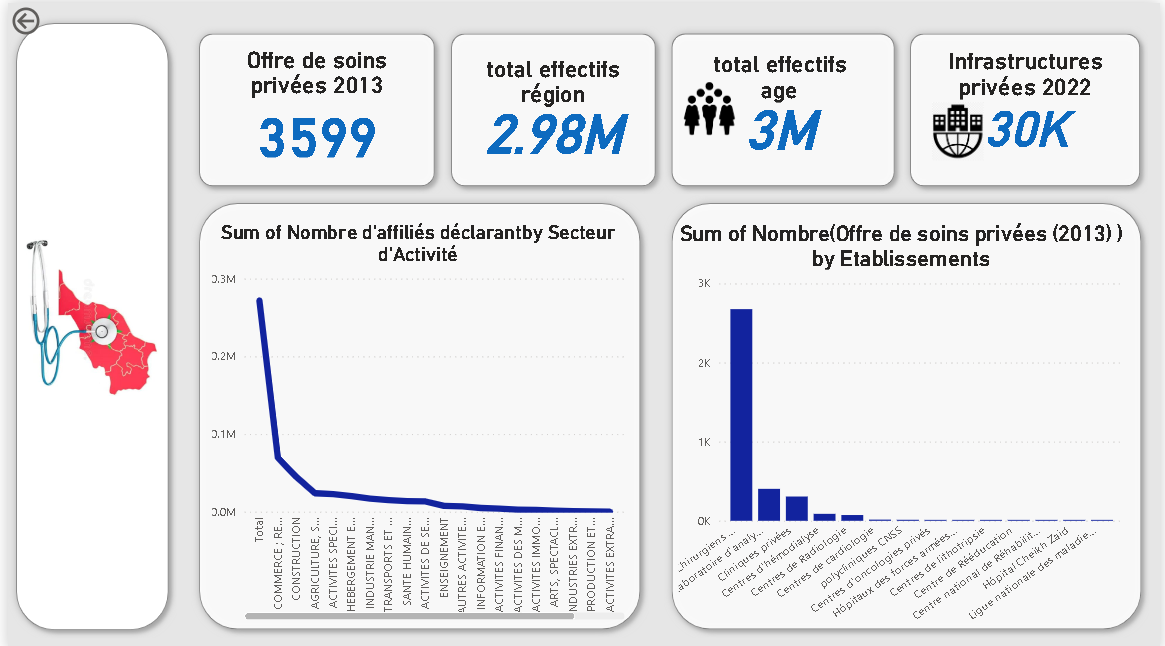 Offre de soins
privées 2013
3599
total effectifs
région
2.98M
total effectifs
age
3M
Infrastructures
privées 2022
30K
Sum of Nombre d'affiliés déclarantby Secteur
d'Activité
0.3M
0.2M
0.1M
0.0M
Total
COMMERCE ; RE...
CONSTRUCTION
AGRICULTURE, S...
ACTIVITES SPECI...
HEBERGEMENT E...
INDUSTRIE MAN...
TRANSPORTS ET ...
SANTE HUMAIN...
ACTIVITES DE SE...
ENSEIGNEMENT
AUTRES ACTIVITE...
INFORMATION E...
ACTIVITES FINAN...
ACTIVITES DES M...
ACTIVITES IMMO...
ARTS, SPECTACL...
NDUSTRIES EXTR...
PRODUCTION ET...
ACTIVITES EXTRA...
Sum of Nombre(Offre de soins privées (2013) )
by Etablissements
3K
2K
1K
0K
...hirurgiens ...
aboratoire d'analy...
Cliniques privées
Centres d'hémodialyse
Centres de Radiologie
Centres de cardiologie
polycliniques CNSS
Centres d'oncologies privés
Hôpitaux des forces armées...
Centres de lithotripsie
Centre de Rééducation
Centre national de Réhabilit...
Hôpital Cheikh Zaid
Ligue nationale des maladie...